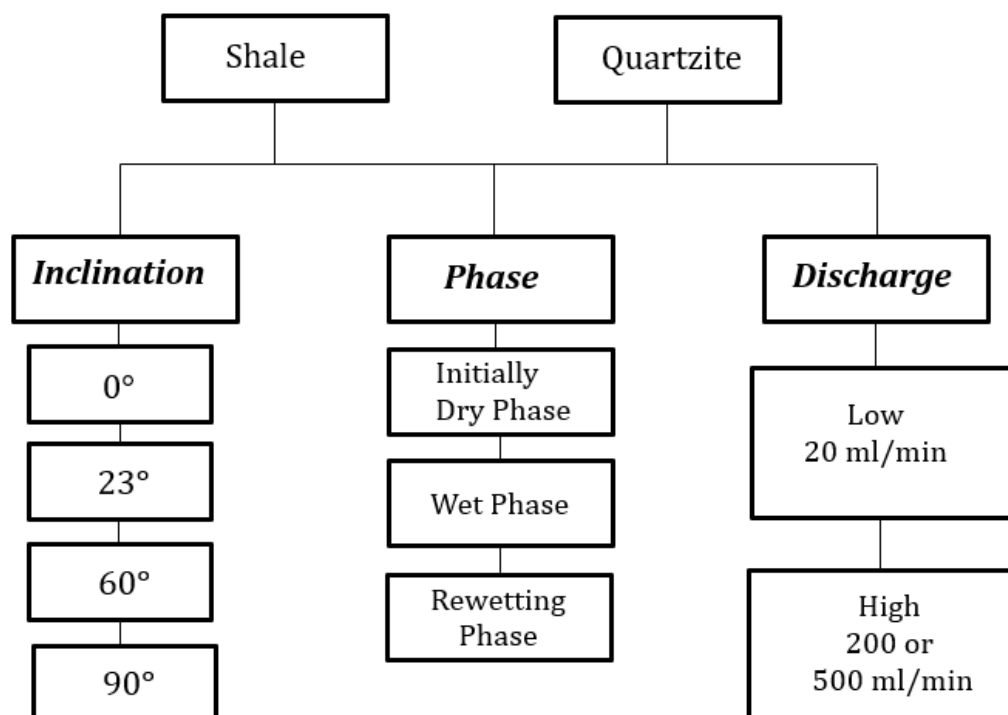 Shale
Quartzite
Inclination
0°
23°
60°
90°
Phase
Initially
Dry Phase
Wet Phase
Rewetting
Phase
Discharge
Low
20 ml/min
High
200 or
500 ml/min